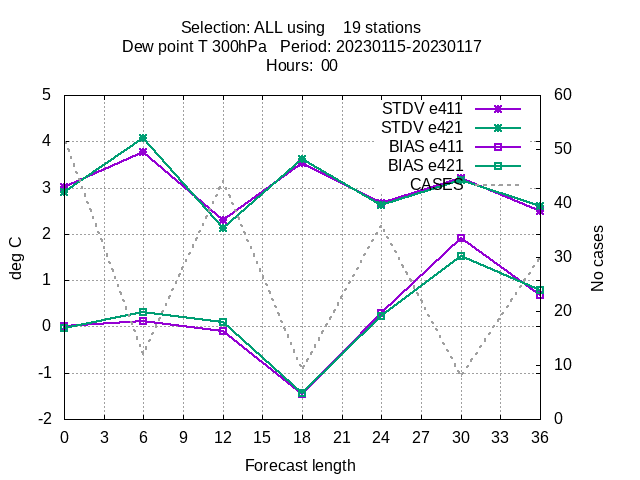 Selection: ALL using    19 stations
Dew point T 300hPa   Period: 20230115-20230117
Hours:  00
STDV e411
STDV e421
BIAS e411
BIAS e421
CASES
deg C
5
4
3
2
1
0
-1
-2
60
50
40
30
20
10
0
No cases
0 3 6 9 12 15 18 21 24 27 30 33 36
Forecast length